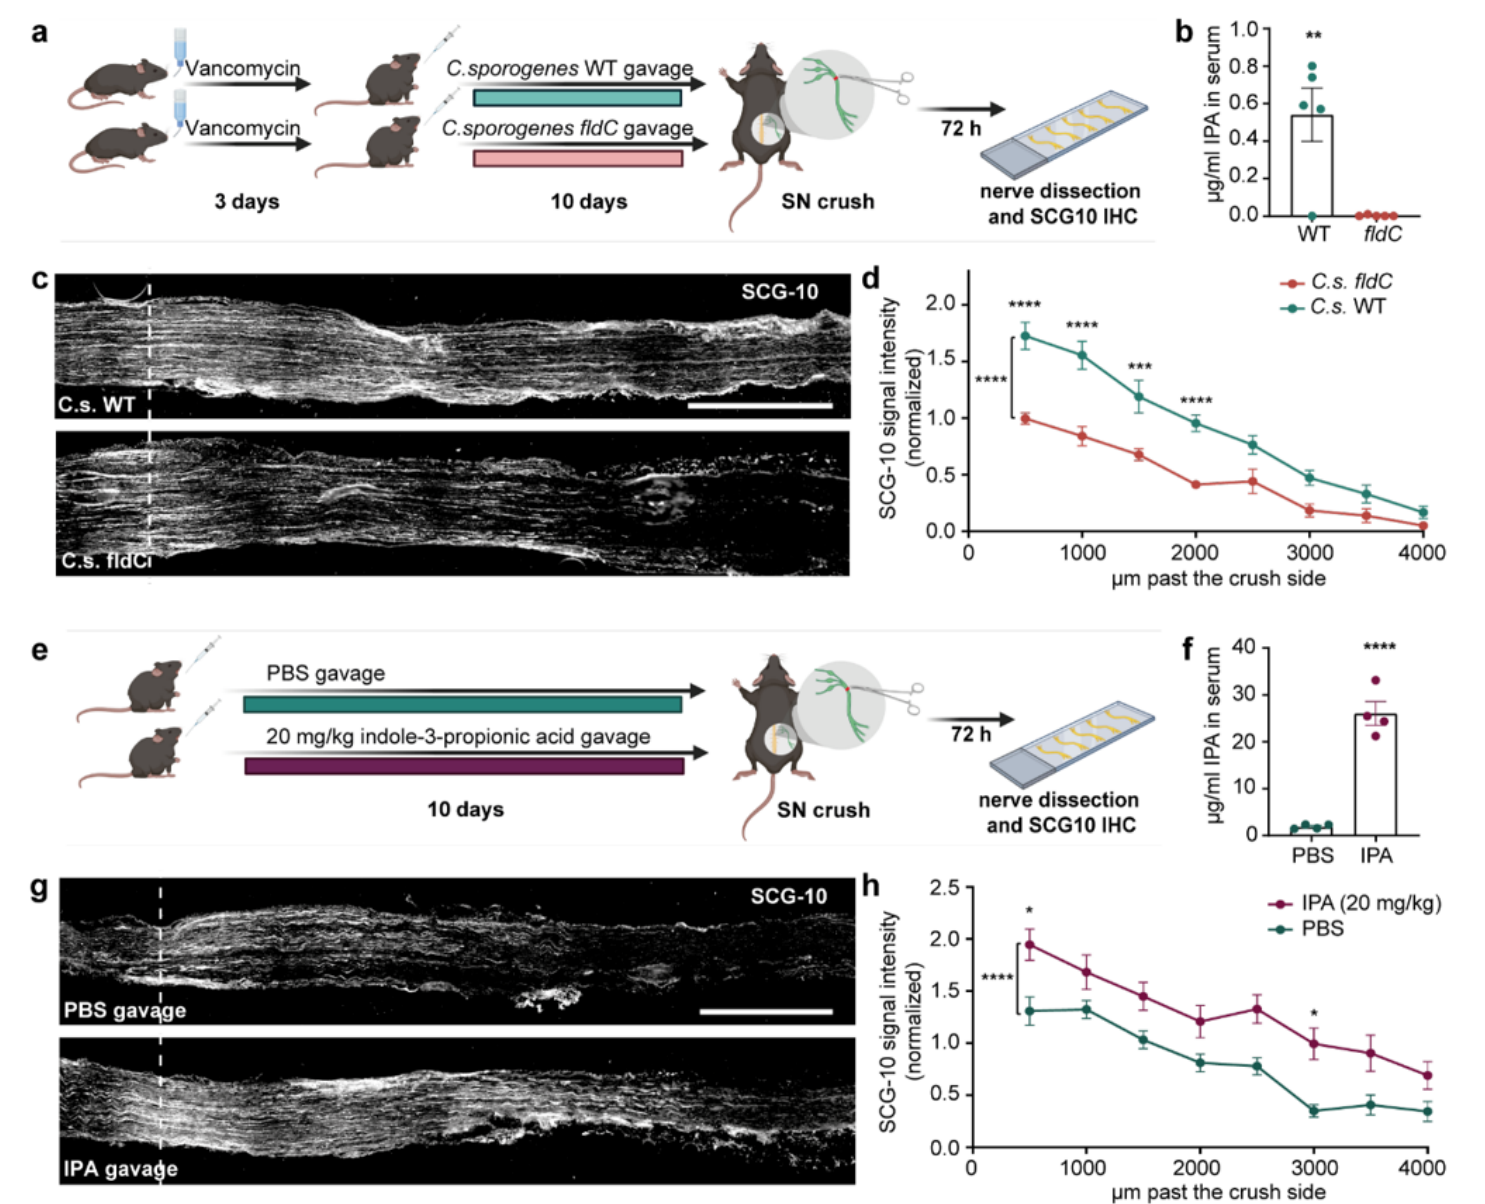 a
Vancomycin
C.sporogenes WT gavage
Vancomycin
C.sporogenes fldC gavage
3 days
10 days
SN crush
72 h
nerve dissection
and SCG10 IHC
b
µg/ml IPA in serum
1.0
0.8
0.6
0.4
0.2
0.0
**
WT
fldC
c
SCG-10
C.s. WT
C.s. fldC
d
SCG-10 signal intensity
(normalized)
2.0
1.5
1.0
0.5
0.0
****
****
***
****
****
C.s. fldC
C.s. WT
0
1000
2000
3000
4000
µm past the crush side
e
PBS gavage
20 mg/kg indole-3-propionic acid gavage
10 days
SN crush
72 h
nerve dissection
and SCG10 IHC
f
µg/ml IPA in serum
40
30
20
10
0
****
PBS
IPA
g
SCG-10
PBS gavage
IPA gavage
h
SCG-10 signal intensity
(normalized)
2.5
2.0
1.5
1.0
0.5
0.0
*
****
*
IPA (20 mg/kg)
PBS
0
1000
2000
3000
4000
µm past the crush side